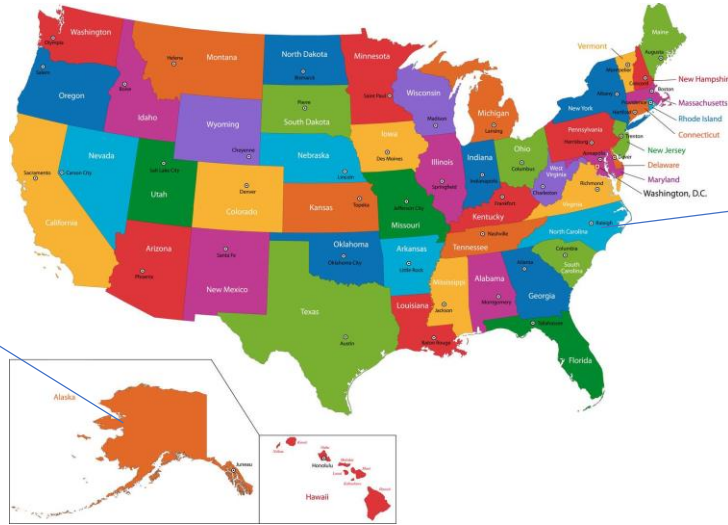 Washington
Olympia
Montana
Helena
North Dakota
Bismarck
Minnesota
Saint Paul
Vermont
Montpelier
Maine
Augusta
Salem
Oregon
Idaho
Boise
Wyoming
Cheyenne
South Dakota
Pierre
Wisconsin
Madison
Michigan
Lansing
New York
Albany
Concord
Boston
New Hampshire
Massachusetts
Providence
Hartford
Rhode Island
Connecticut
Nevada
Carson City
Sacramento
California
Salt Lake City
Utah
Denver
Colorado
Nebraska
Lincoln
Iowa
Des Moines
Illinois
Springfield
Indiana
Indianapolis
Ohio
Columbus
Pennsylvania
Harrisburg
Trenton
New Jersey
Dover
Delaware
Annapolis
Maryland
Washington, D.C.
West
Virginia
Charleston
Richmond
Virginia
Kansas
Topeka
Jefferson City
Missouri
Kentucky
Frankfort
Arizona
Phoenix
Santa Fe
New Mexico
Oklahoma
Oklahoma City
Arkansas
Little Rock
Tennessee
Nashville
North Carolina
Raleigh
Columbia
South
Carolina
Texas
Austin
Louisiana
Baton Rouge
Mississippi
Jackson
Alabama
Montgomery
Atlanta
Georgia
Tallahassee
Florida
Alaska
Juneau
Honolulu
Hawaii